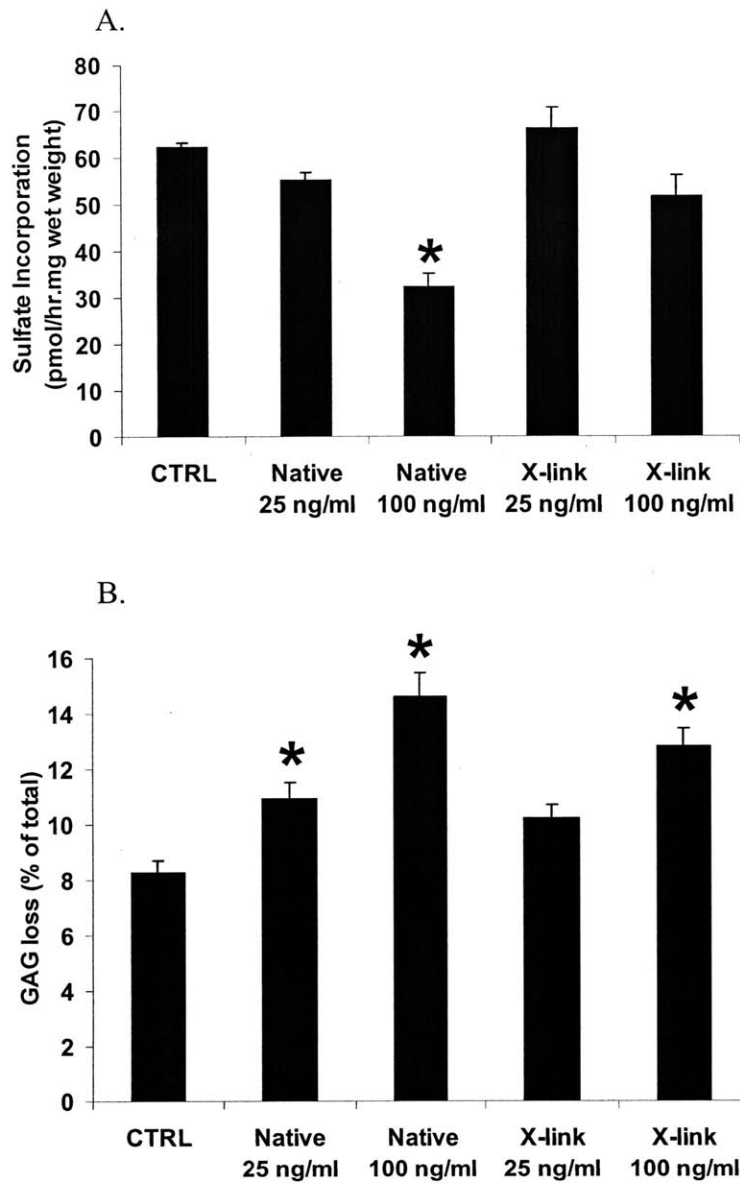 A.
Sulfate Incorporation
(pmol/hr.mg wet weight)
80
70
60
50
40
30
20
10
0
*
CTRL Native Native X-link X-link
25 ng/ml 100 ng/ml 25 ng/ml 100 ng/ml
B.
GAG loss (% of total)
16
14
12
10
8
6
4
2
0
* * *
CTRL Native Native X-link X-link
25 ng/ml 100 ng/ml 25 ng/ml 100 ng/ml